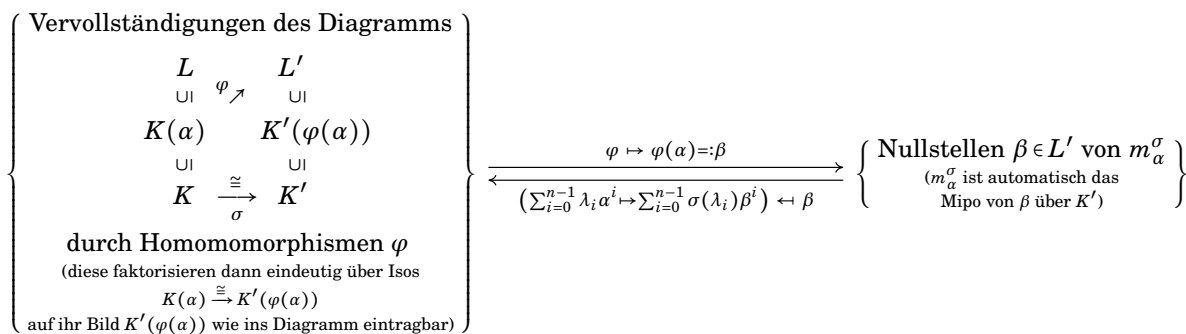 Vervollständigungen des Diagramms
L L′
∪| φ ↗ ∪|
K(α) K′(φ(α))
∪| ∪|
K ≅⟶σ K′
durch Homomomorphismen φ
(diese faktorisieren dann eindeutig über Isos
K(α) ≅⟶ K′(φ(α))
auf ihr Bild K′(φ(α)) wie ins Diagramm eintragbar)
φ ↦ φ(α)=:β
(∑_{i=0}^{n−1} λ_i α^i ↦ ∑_{i=0}^{n−1} σ(λ_i)β^i) ↤ β
Nullstellen β ∈ L′ von m_α^σ
(m_α^σ ist automatisch das
Mipo von β über K′)